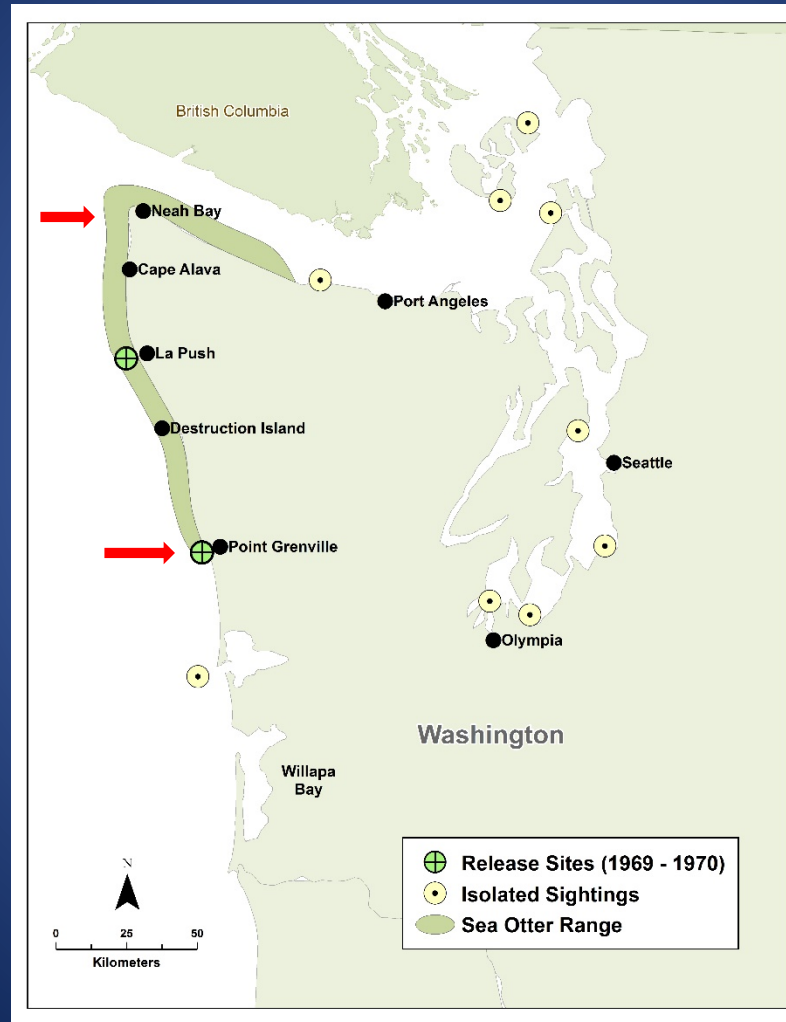 British Columbia
Neah Bay
Cape Alava
Port Angeles
La Push
Destruction Island
Seattle
Point Grenville
Olympia
Washington
Willapa
Bay
Release Sites (1969 - 1970)
Isolated Sightings
Sea Otter Range
N
0 25 50
Kilometers